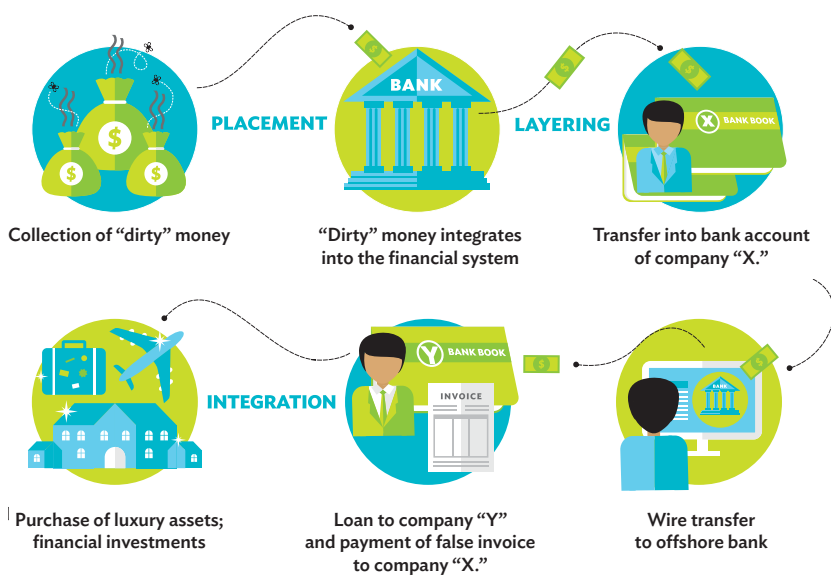 BANK
PLACEMENT
LAYERING
X BANK BOOK
$
$
$
$
$
$
Collection of “dirty” money
“Dirty” money integrates
into the financial system
Transfer into bank account
of company “X.”
INTEGRATION
Y BANK BOOK
INVOICE
$
$
BANK
Purchase of luxury assets;
financial investments
Loan to company “Y”
and payment of false invoice
to company “X.”
Wire transfer
to offshore bank